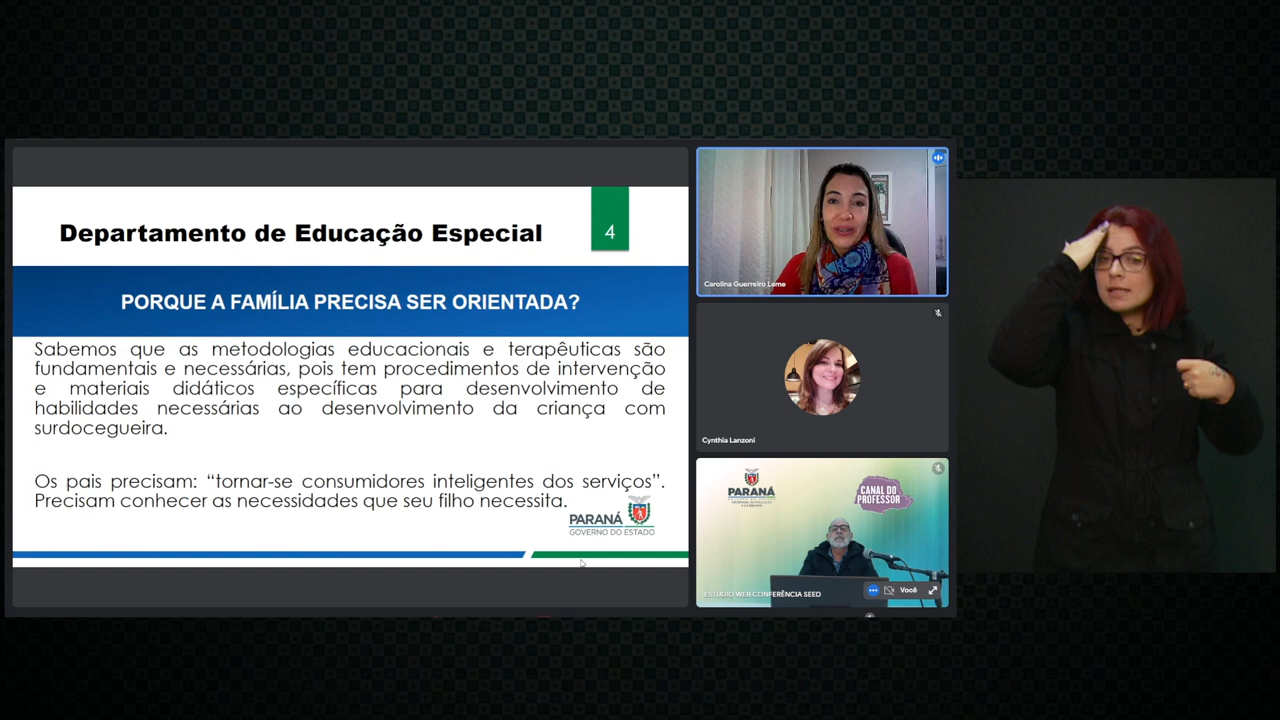 Departamento de Educação Especial
4
PORQUE A FAMÍLIA PRECISA SER ORIENTADA?
Sabemos que as metodologias educacionais e terapêuticas são
fundamentais e necessárias, pois tem procedimentos de intervenção
e materiais didáticos específicas para desenvolvimento de
habilidades necessárias ao desenvolvimento da criança com
surdocegueira.
Os pais precisam: “tornar-se consumidores inteligentes dos serviços”.
Precisam conhecer as necessidades que seu filho necessita.
PARANÁ
GOVERNO DO ESTADO
Carolina Guerreiro Leme
Cynthia Lanzoni
PARANÁ
GOVERNO DO ESTADO
CANAL DO
PROFESSOR
ESTÚDIO WEB CONFERÊNCIA SEED
Você